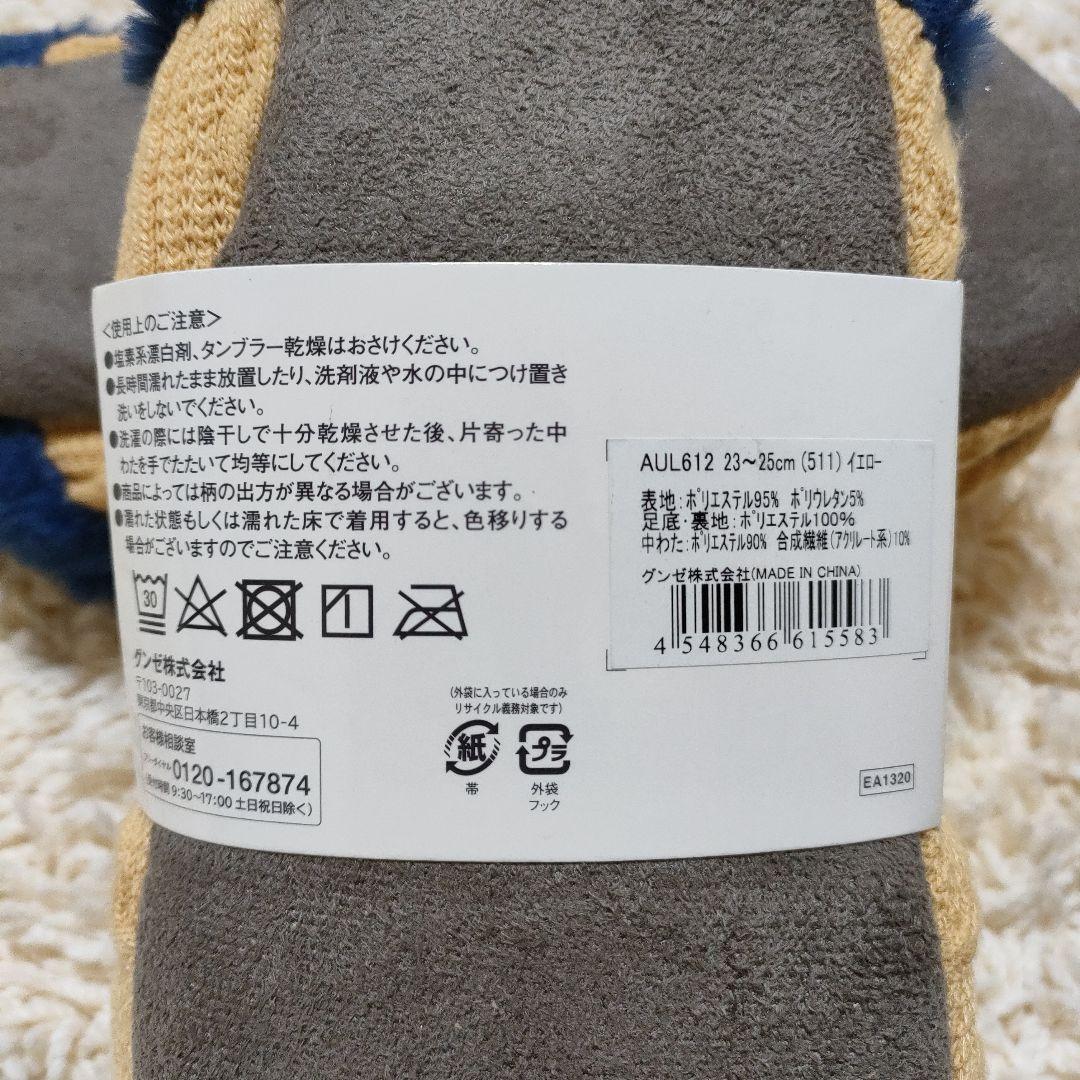 ＜使用上のご注意＞
●塩素系漂白剤、タンブラー乾燥はおさけください。
●長時間濡れたまま放置したり、洗剤液や水の中につけ置き
洗いをしないでください。
●洗濯の際には陰干しで十分乾燥させた後、片寄った中
わたを手でたたいて均等にしてください。
●商品によっては柄の出方が異なる場合がございます。
●濡れた状態もしくは濡れた床で着用すると、色移りする
場合がございますのでご注意ください。
30
グンゼ株式会社
〒103-0027
東京都中央区日本橋2丁目10-4
お客様相談室
フリーダイヤル 0120-167874
(受付時間 9:30〜17:00 土日祝日除く)
(外袋に入っている場合のみ
リサイクル義務対象です)
紙 プラ
帯 外袋
フック
AUL612 23〜25cm (511) イエロー
表地：ポリエステル95% ポリウレタン5%
足底・裏地：ポリエステル100%
中わた：ポリエステル90% 合成繊維(アクリレート系)10%
グンゼ株式会社(MADE IN CHINA)
4 548366 615583
EA1320